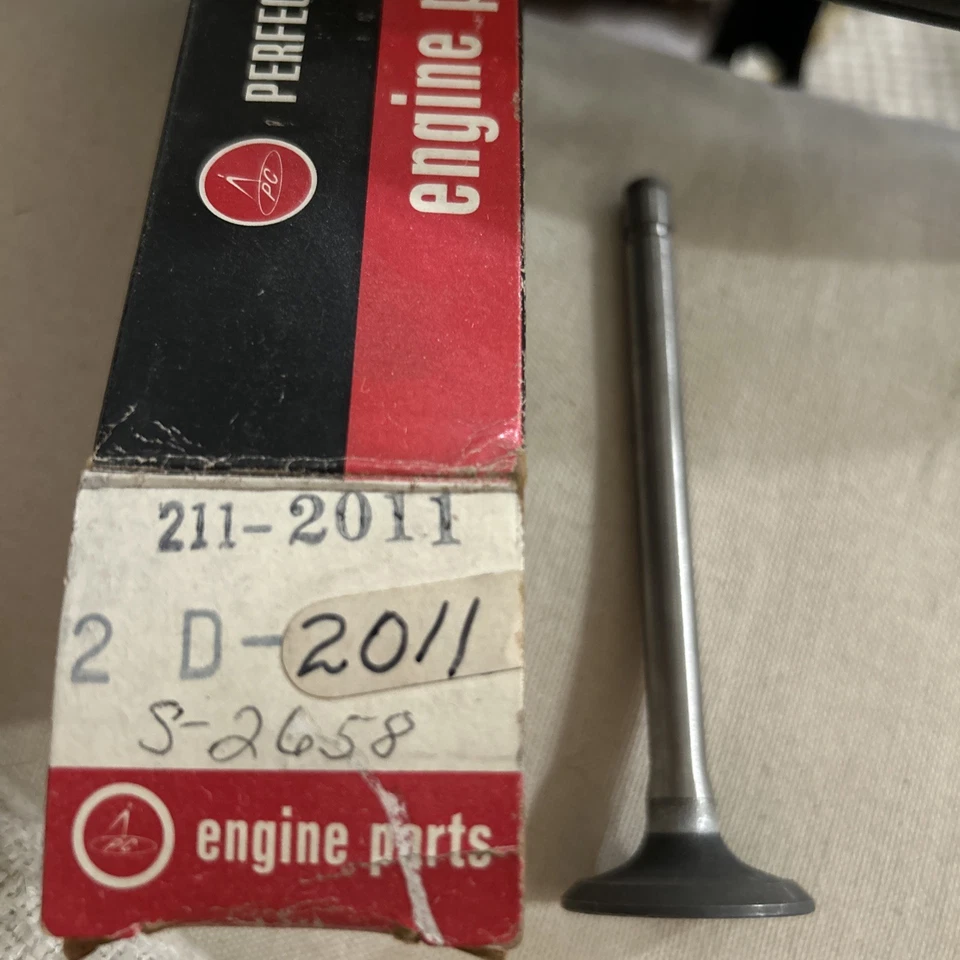 PERFEC
engine p
PC
211-2011
2 D-2011
S-2658
PC
engine parts